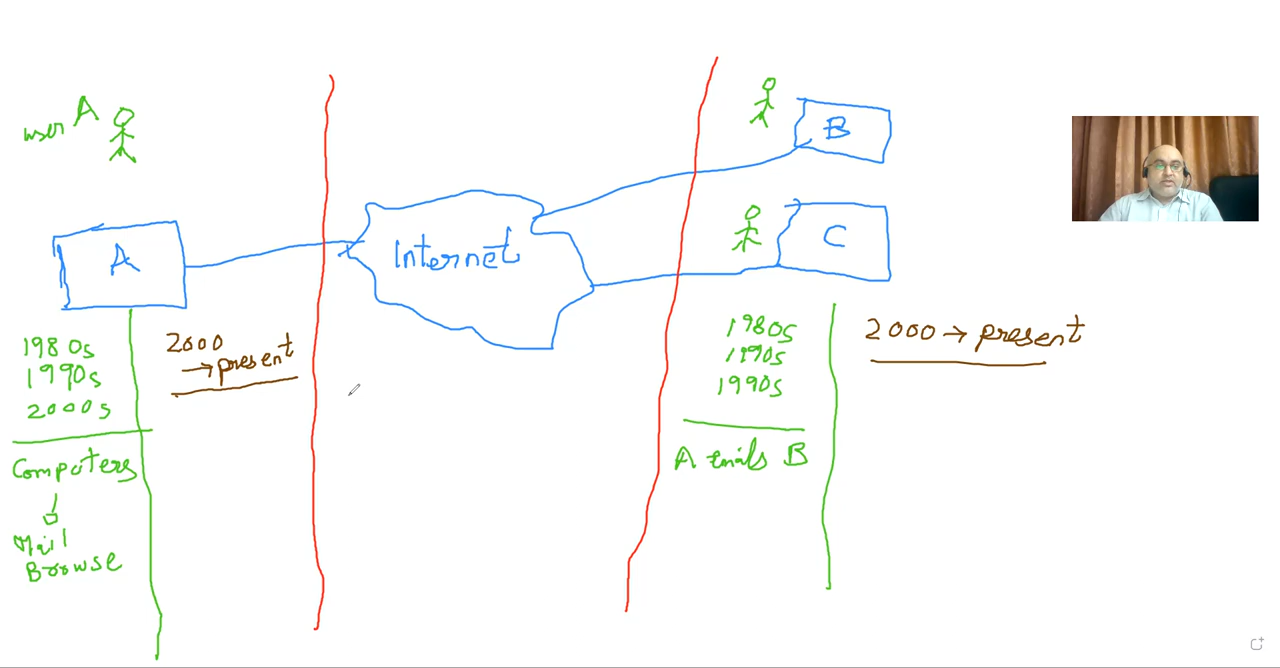 user A
B
C
A
Internet
1980s
1990s
2000s
2000
→ present
1980s
1990s
1990s
2000 → present
Computers
Mail
Browse
A emails B